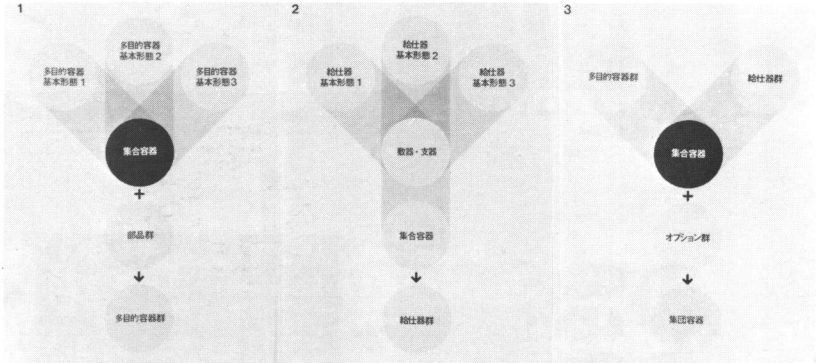 1
多目的容器
基本形態1
多目的容器
基本形態2
多目的容器
基本形態3
集合容器
+
部品群
↓
多目的容器群
2
給仕器
基本形態1
給仕器
基本形態2
給仕器
基本形態3
敷器・支器
集合容器
↓
給仕器群
3
多目的容器群
給仕器群
集合容器
+
オプション群
↓
集団容器